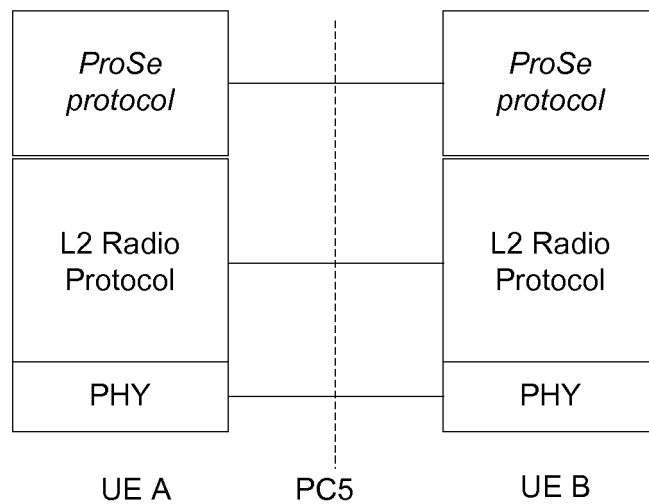 ProSe
protocol
ProSe
protocol
L2 Radio
Protocol
L2 Radio
Protocol
PHY
PHY
UE A
PC5
UE B